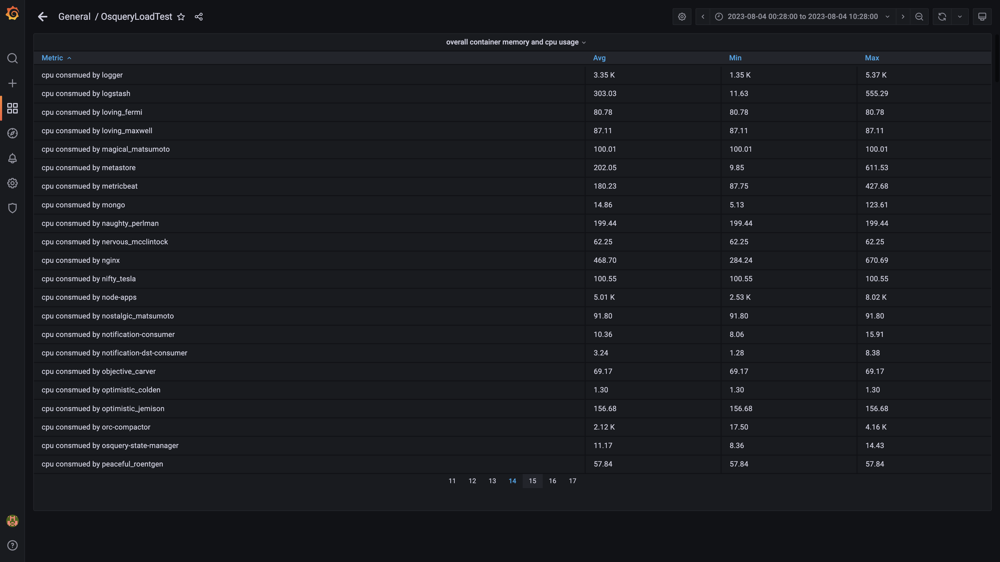 General / OsqueryLoadTest
2023-08-04 00:28:00 to 2023-08-04 10:28:00
overall container memory and cpu usage
Metric Avg Min Max
cpu consmued by logger 3.35 K 1.35 K 5.37 K
cpu consmued by logstash 303.03 11.63 555.29
cpu consmued by loving_fermi 80.78 80.78 80.78
cpu consmued by loving_maxwell 87.11 87.11 87.11
cpu consmued by magical_matsumoto 100.01 100.01 100.01
cpu consmued by metastore 202.05 9.85 611.53
cpu consmued by metricbeat 180.23 87.75 427.68
cpu consmued by mongo 14.86 5.13 123.61
cpu consmued by naughty_perlman 199.44 199.44 199.44
cpu consmued by nervous_mcclintock 62.25 62.25 62.25
cpu consmued by nginx 468.70 284.24 670.69
cpu consmued by nifty_tesla 100.55 100.55 100.55
cpu consmued by node-apps 5.01 K 2.53 K 8.02 K
cpu consmued by nostalgic_matsumoto 91.80 91.80 91.80
cpu consmued by notification-consumer 10.36 8.06 15.91
cpu consmued by notification-dst-consumer 3.24 1.28 8.38
cpu consmued by objective_carver 69.17 69.17 69.17
cpu consmued by optimistic_colden 1.30 1.30 1.30
cpu consmued by optimistic_jemison 156.68 156.68 156.68
cpu consmued by orc-compactor 2.12 K 17.50 4.16 K
cpu consmued by osquery-state-manager 11.17 8.36 14.43
cpu consmued by peaceful_roentgen 57.84 57.84 57.84
11 12 13 14 15 16 17